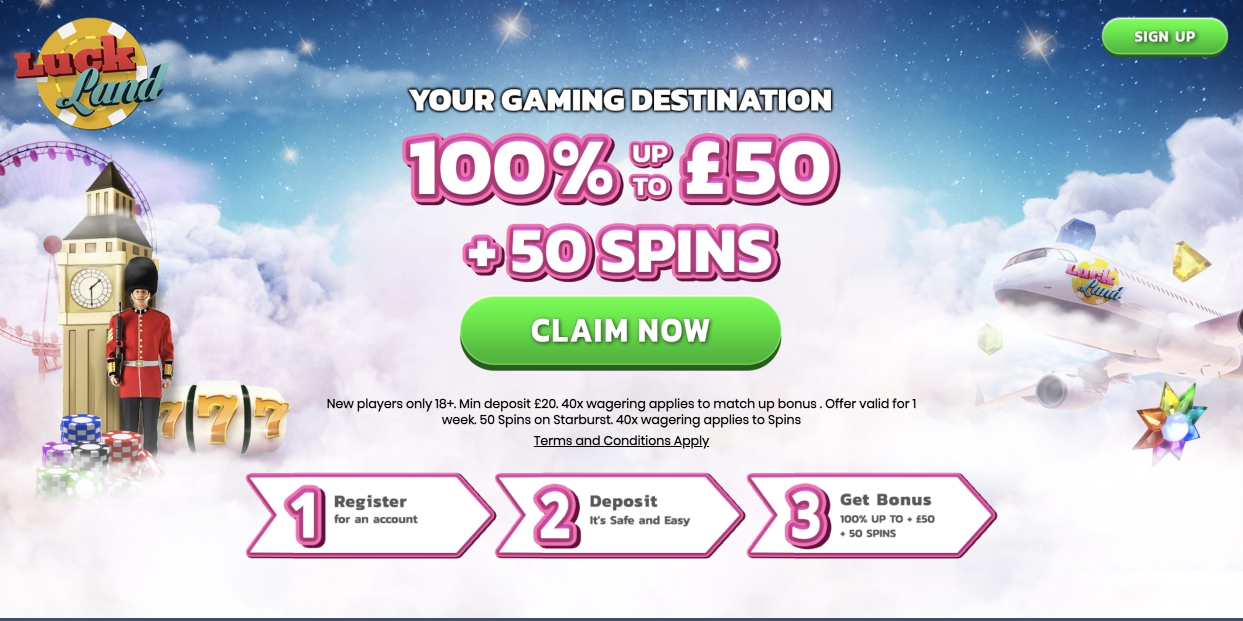 Luck
Land
SIGN UP
YOUR GAMING DESTINATION
100% UP TO £50
+ 50 SPINS
Luck
Land
CLAIM NOW
7 7 7
New players only 18+. Min deposit £20. 40x wagering applies to match up bonus . Offer valid for 1
week. 50 Spins on Starburst. 40x wagering applies to Spins
Terms and Conditions Apply
1 Register
for an account
2 Deposit
It's Safe and Easy
3 Get Bonus
100% UP TO + £50
+ 50 SPINS